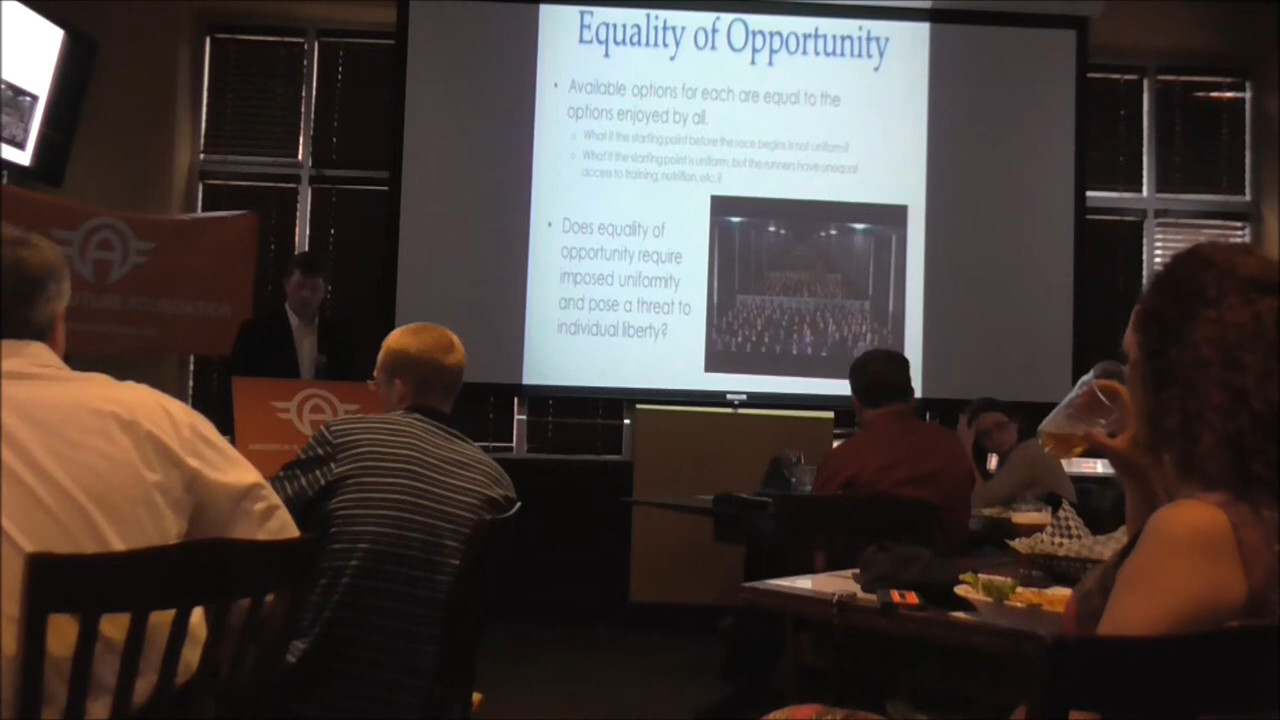 Equality of Opportunity
• Available options for each are equal to the
options enjoyed by all.
○ What if the starting point before the race begins is not uniform?
○ What if the starting point is uniform, but the runners have unequal
access to training, nutrition, etc.?
• Does equality of
opportunity require
imposed uniformity
and pose a threat to
individual liberty?
A
FUTURE FOUNDATION
A